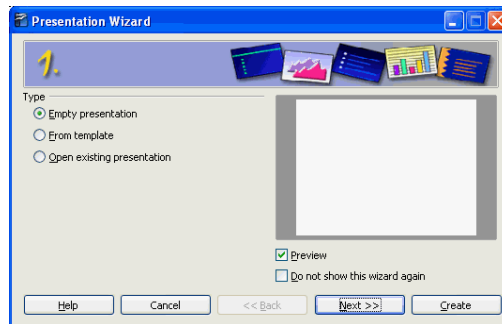 Presentation Wizard
1.
Type
Empty presentation
From template
Open existing presentation
Preview
Do not show this wizard again
Help
Cancel
<< Back
Next >>
Create